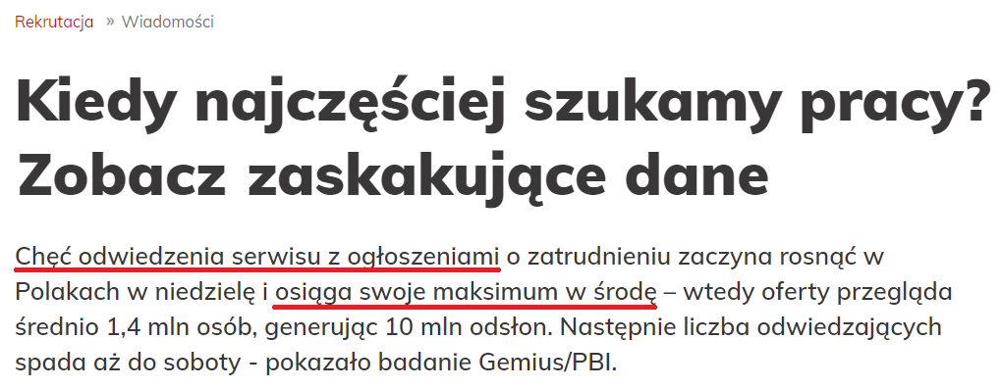 Rekrutacja » Wiadomości
Kiedy najczęściej szukamy pracy?
Zobacz zaskakujące dane
Chęć odwiedzenia serwisu z ogłoszeniami o zatrudnieniu zaczyna rosnąć w
Polakach w niedzielę i osiąga swoje maksimum w środę – wtedy oferty przegląda
średnio 1,4 mln osób, generując 10 mln odsłon. Następnie liczba odwiedzających
spada aż do soboty - pokazało badanie Gemius/PBI.